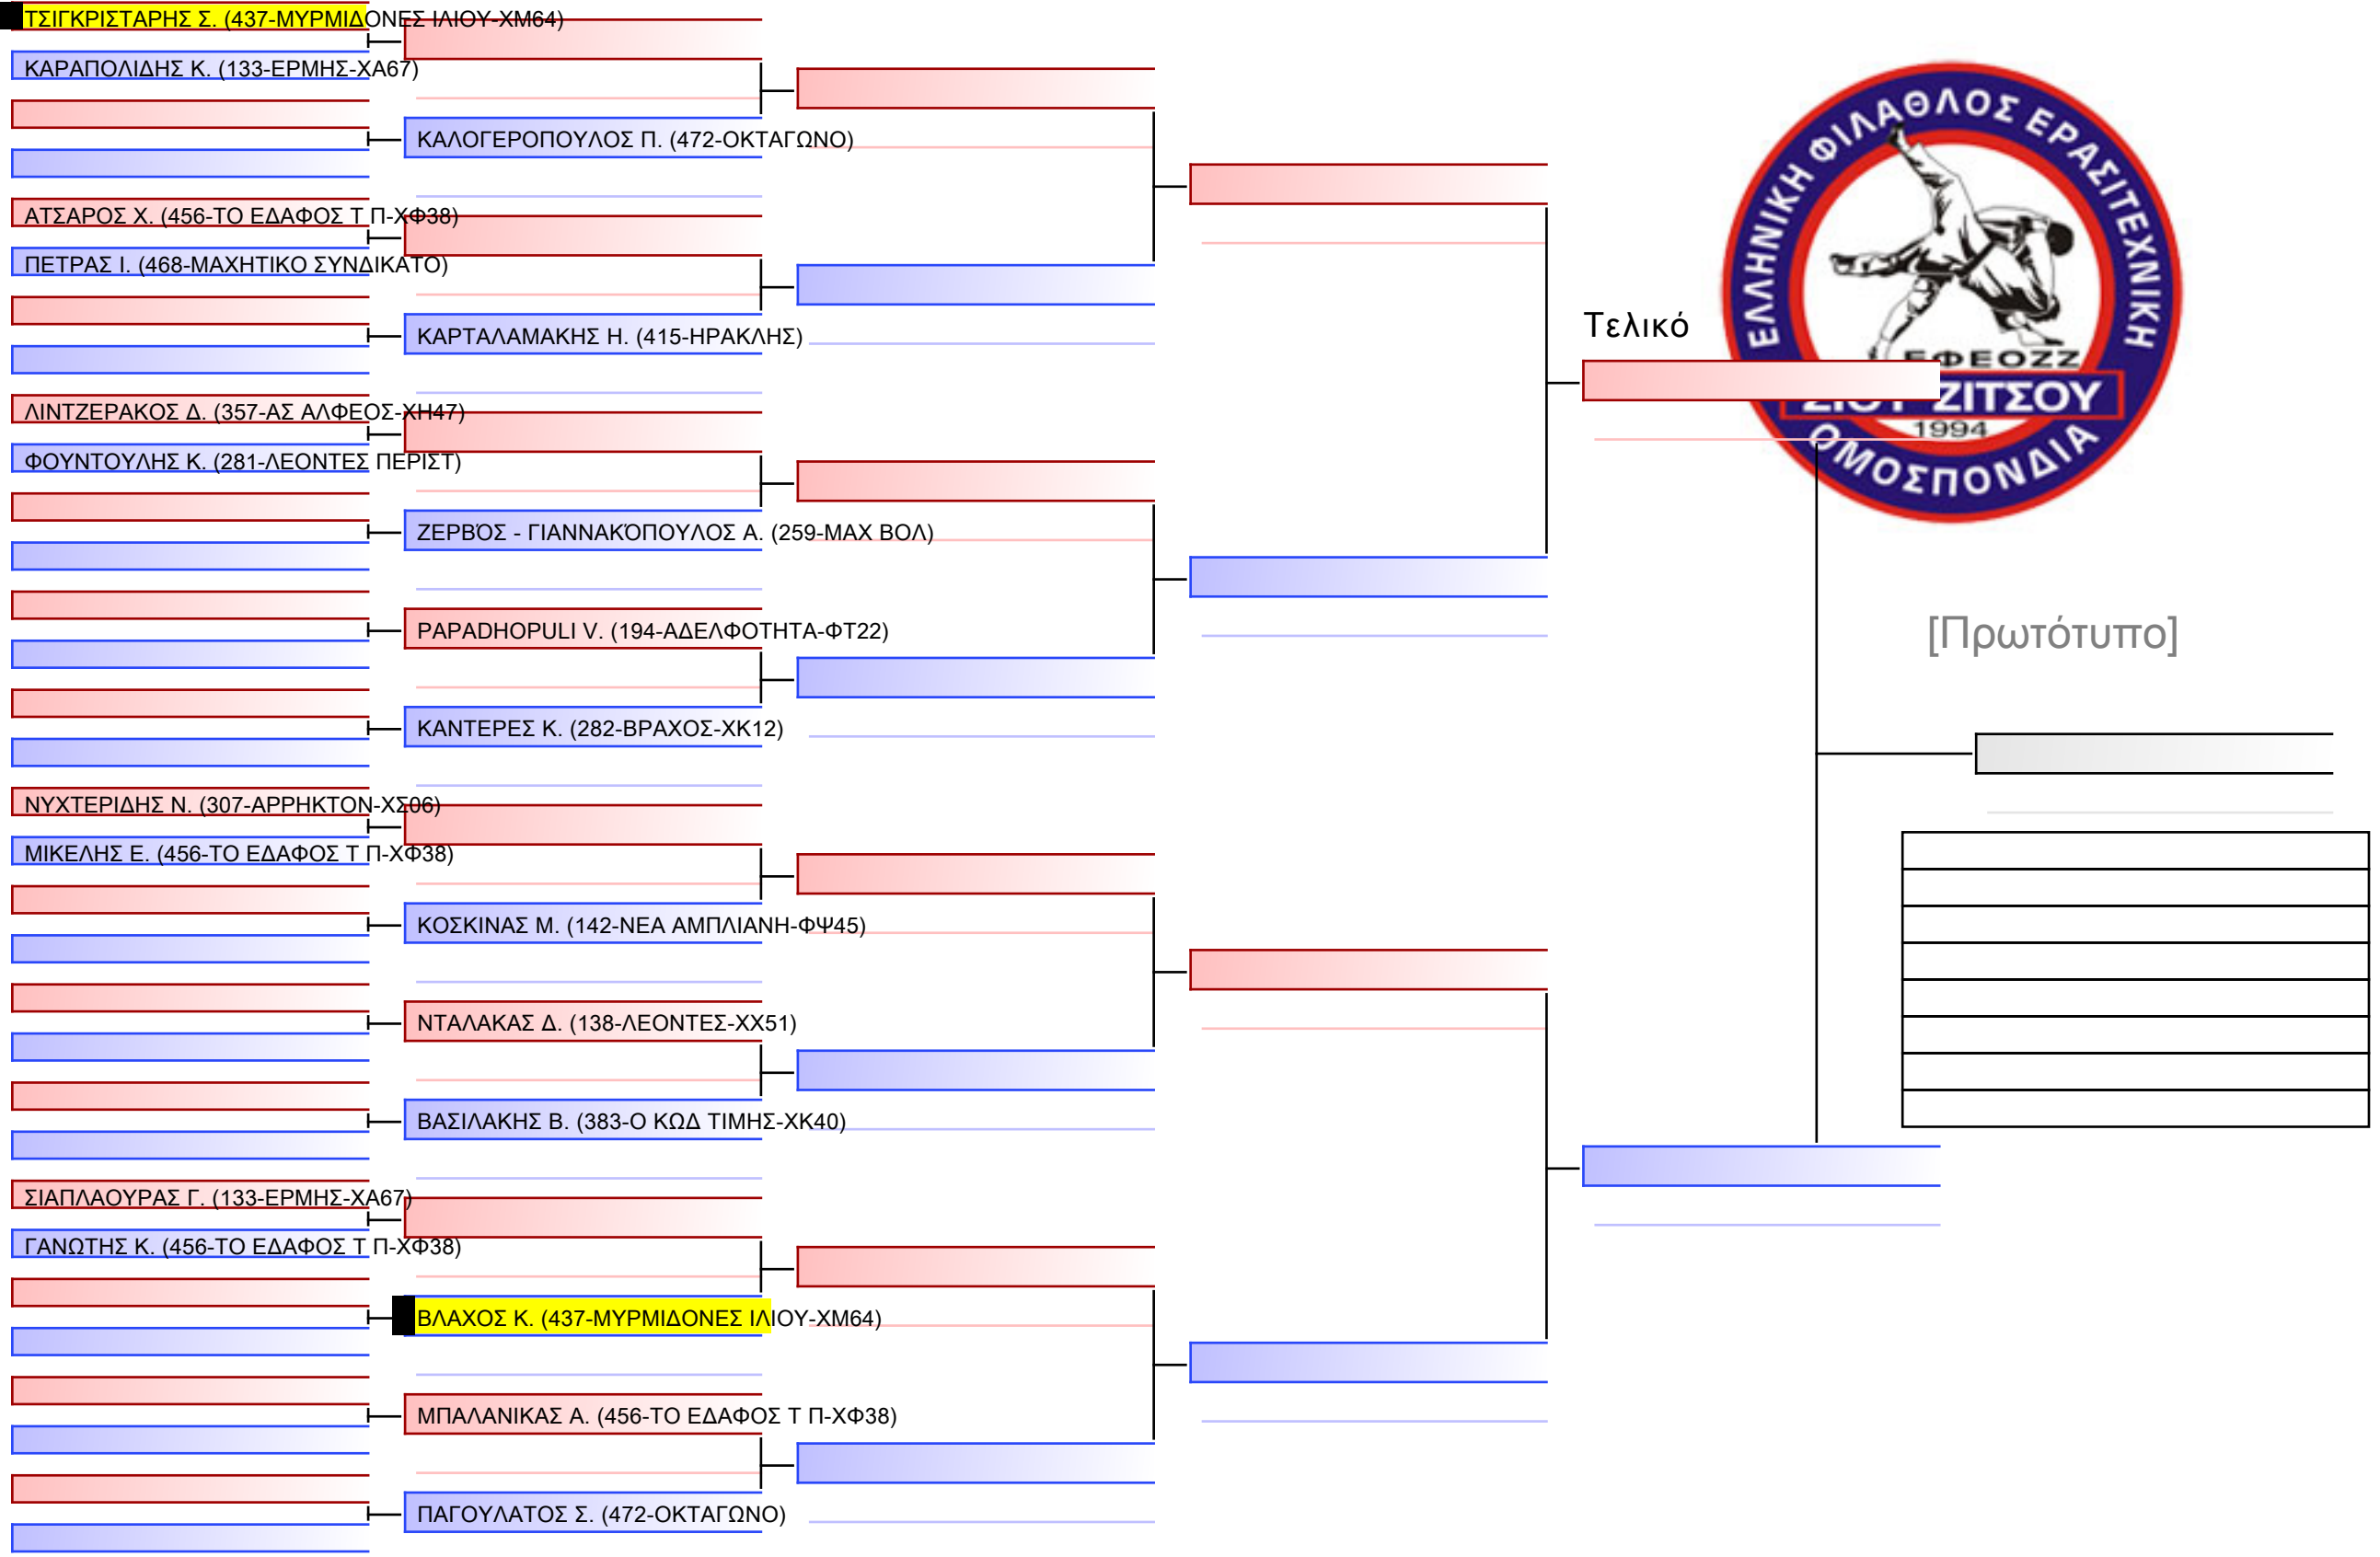 ΤΣΙΓΚΡΙΣΤΑΡΗΣ Σ. (437-ΜΥΡΜΙΔΟΝΕΣ ΙΛΙΟΥ-ΧΜ64)
ΚΑΡΑΠΟΛΙΔΗΣ Κ. (133-ΕΡΜΗΣ-ΧΑ67)
ΚΑΛΟΓΕΡΟΠΟΥΛΟΣ Π. (472-ΟΚΤΑΓΩΝΟ)
ΑΤΣΑΡΟΣ Χ. (456-ΤΟ ΕΔΑΦΟΣ Τ Π-ΧΦ38)
ΠΕΤΡΑΣ Ι. (468-ΜΑΧΗΤΙΚΟ ΣΥΝΔΙΚΑΤΟ)
ΚΑΡΤΑΛΑΜΑΚΗΣ Η. (415-ΗΡΑΚΛΗΣ)
ΛΙΝΤΖΕΡΑΚΟΣ Δ. (357-ΑΣ ΑΛΦΕΟΣ-ΧΗ47)
ΦΟΥΝΤΟΥΛΗΣ Κ. (281-ΛΕΟΝΤΕΣ ΠΕΡΙΣΤ)
ΖΕΡΒΌΣ - ΓΙΑΝΝΑΚΌΠΟΥΛΟΣ Α. (259-ΜΑΧ ΒΟΛ)
PAPADHOPULI V. (194-ΑΔΕΛΦΟΤΗΤΑ-ΦΤ22)
ΚΑΝΤΕΡΕΣ Κ. (282-ΒΡΑΧΟΣ-ΧΚ12)
ΝΥΧΤΕΡΙΔΗΣ Ν. (307-ΑΡΡΗΚΤΟΝ-ΧΣ06)
ΜΙΚΕΛΗΣ Ε. (456-ΤΟ ΕΔΑΦΟΣ Τ Π-ΧΦ38)
ΚΟΣΚΙΝΑΣ Μ. (142-ΝΕΑ ΑΜΠΛΙΑΝΗ-ΦΨ45)
ΝΤΑΛΑΚΑΣ Δ. (138-ΛΕΟΝΤΕΣ-ΧΧ51)
ΒΑΣΙΛΑΚΗΣ Β. (383-Ο ΚΩΔ ΤΙΜΗΣ-ΧΚ40)
ΣΙΑΠΛΑΟΥΡΑΣ Γ. (133-ΕΡΜΗΣ-ΧΑ67)
ΓΑΝΩΤΗΣ Κ. (456-ΤΟ ΕΔΑΦΟΣ Τ Π-ΧΦ38)
ΒΛΑΧΟΣ Κ. (437-ΜΥΡΜΙΔΟΝΕΣ ΙΛΙΟΥ-ΧΜ64)
ΜΠΑΛΑΝΙΚΑΣ Α. (456-ΤΟ ΕΔΑΦΟΣ Τ Π-ΧΦ38)
ΠΑΓΟΥΛΑΤΟΣ Σ. (472-ΟΚΤΑΓΩΝΟ)
Τελικό
ΕΛΛΗΝΙΚΗ ΦΙΛΑΘΛΟΣ ΕΡΑΣΙΤΕΧΝΙΚΗ
ΕΦΕΟΖΖ
ΖΙΤΣΟΥ
1994
ΟΜΟΣΠΟΝΔΙΑ
[Πρωτότυπο]